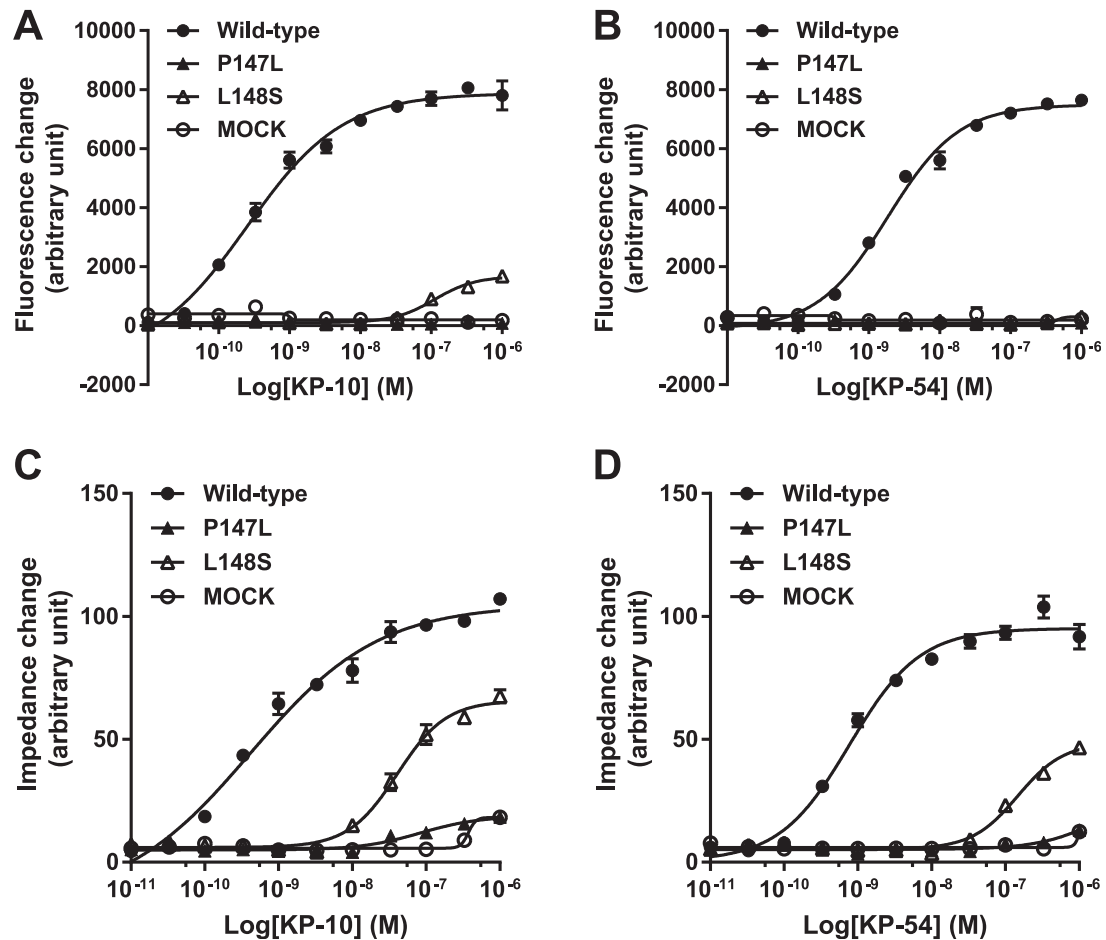 A
Fluorescence change
(arbitrary unit)
10000
8000
6000
4000
2000
0
-2000
Wild-type
P147L
L148S
MOCK
10⁻¹⁰ 10⁻⁹ 10⁻⁸ 10⁻⁷ 10⁻⁶
Log[KP-10] (M)
B
Fluorescence change
(arbitrary unit)
10000
8000
6000
4000
2000
0
-2000
Wild-type
P147L
L148S
MOCK
10⁻¹⁰ 10⁻⁹ 10⁻⁸ 10⁻⁷ 10⁻⁶
Log[KP-54] (M)
C
Impedance change
(arbitrary unit)
150
100
50
0
Wild-type
P147L
L148S
MOCK
10⁻¹¹ 10⁻¹⁰ 10⁻⁹ 10⁻⁸ 10⁻⁷ 10⁻⁶
Log[KP-10] (M)
D
Impedance change
(arbitrary unit)
150
100
50
0
Wild-type
P147L
L148S
MOCK
10⁻¹¹ 10⁻¹⁰ 10⁻⁹ 10⁻⁸ 10⁻⁷ 10⁻⁶
Log[KP-54] (M)